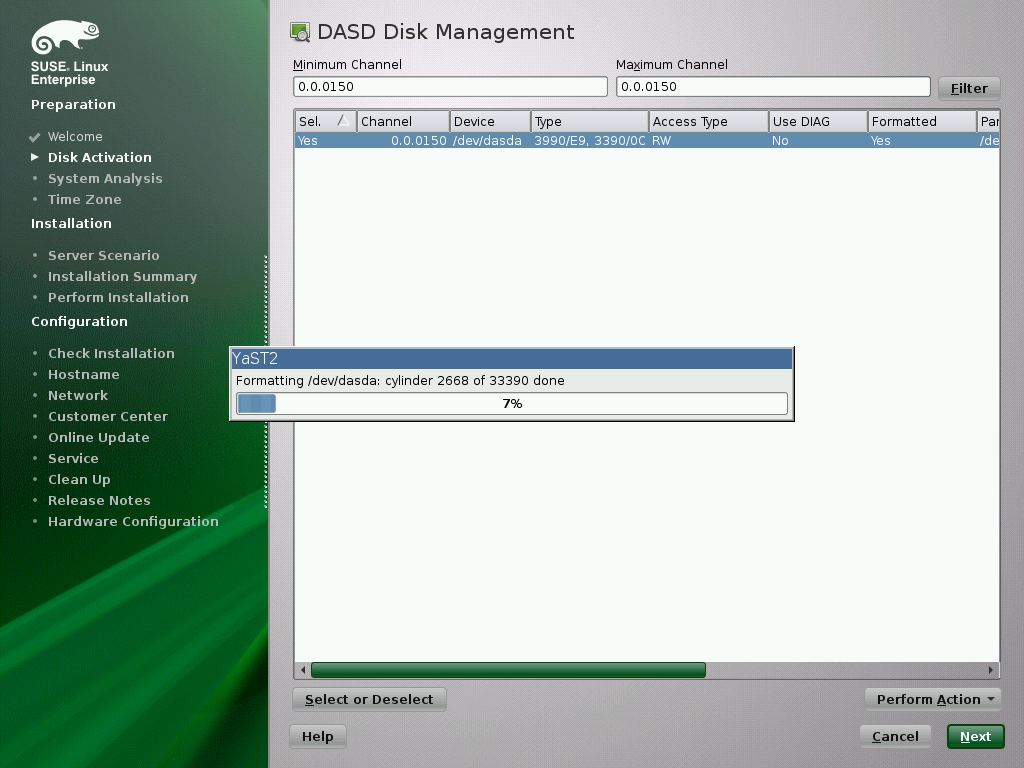 SUSE. Linux
Enterprise
Preparation
Welcome
Disk Activation
System Analysis
Time Zone
Installation
Server Scenario
Installation Summary
Perform Installation
Configuration
Check Installation
Hostname
Network
Customer Center
Online Update
Service
Clean Up
Release Notes
Hardware Configuration
DASD Disk Management
Minimum Channel Maximum Channel
0.0.0150 0.0.0150 Filter
Sel. Channel Device Type Access Type Use DIAG Formatted Par
Yes 0.0.0150 /dev/dasda 3990/E9, 3390/0C RW No Yes /de
YaST2
Formatting /dev/dasda: cylinder 2668 of 33390 done
7%
Select or Deselect Perform Action
Help Cancel Next